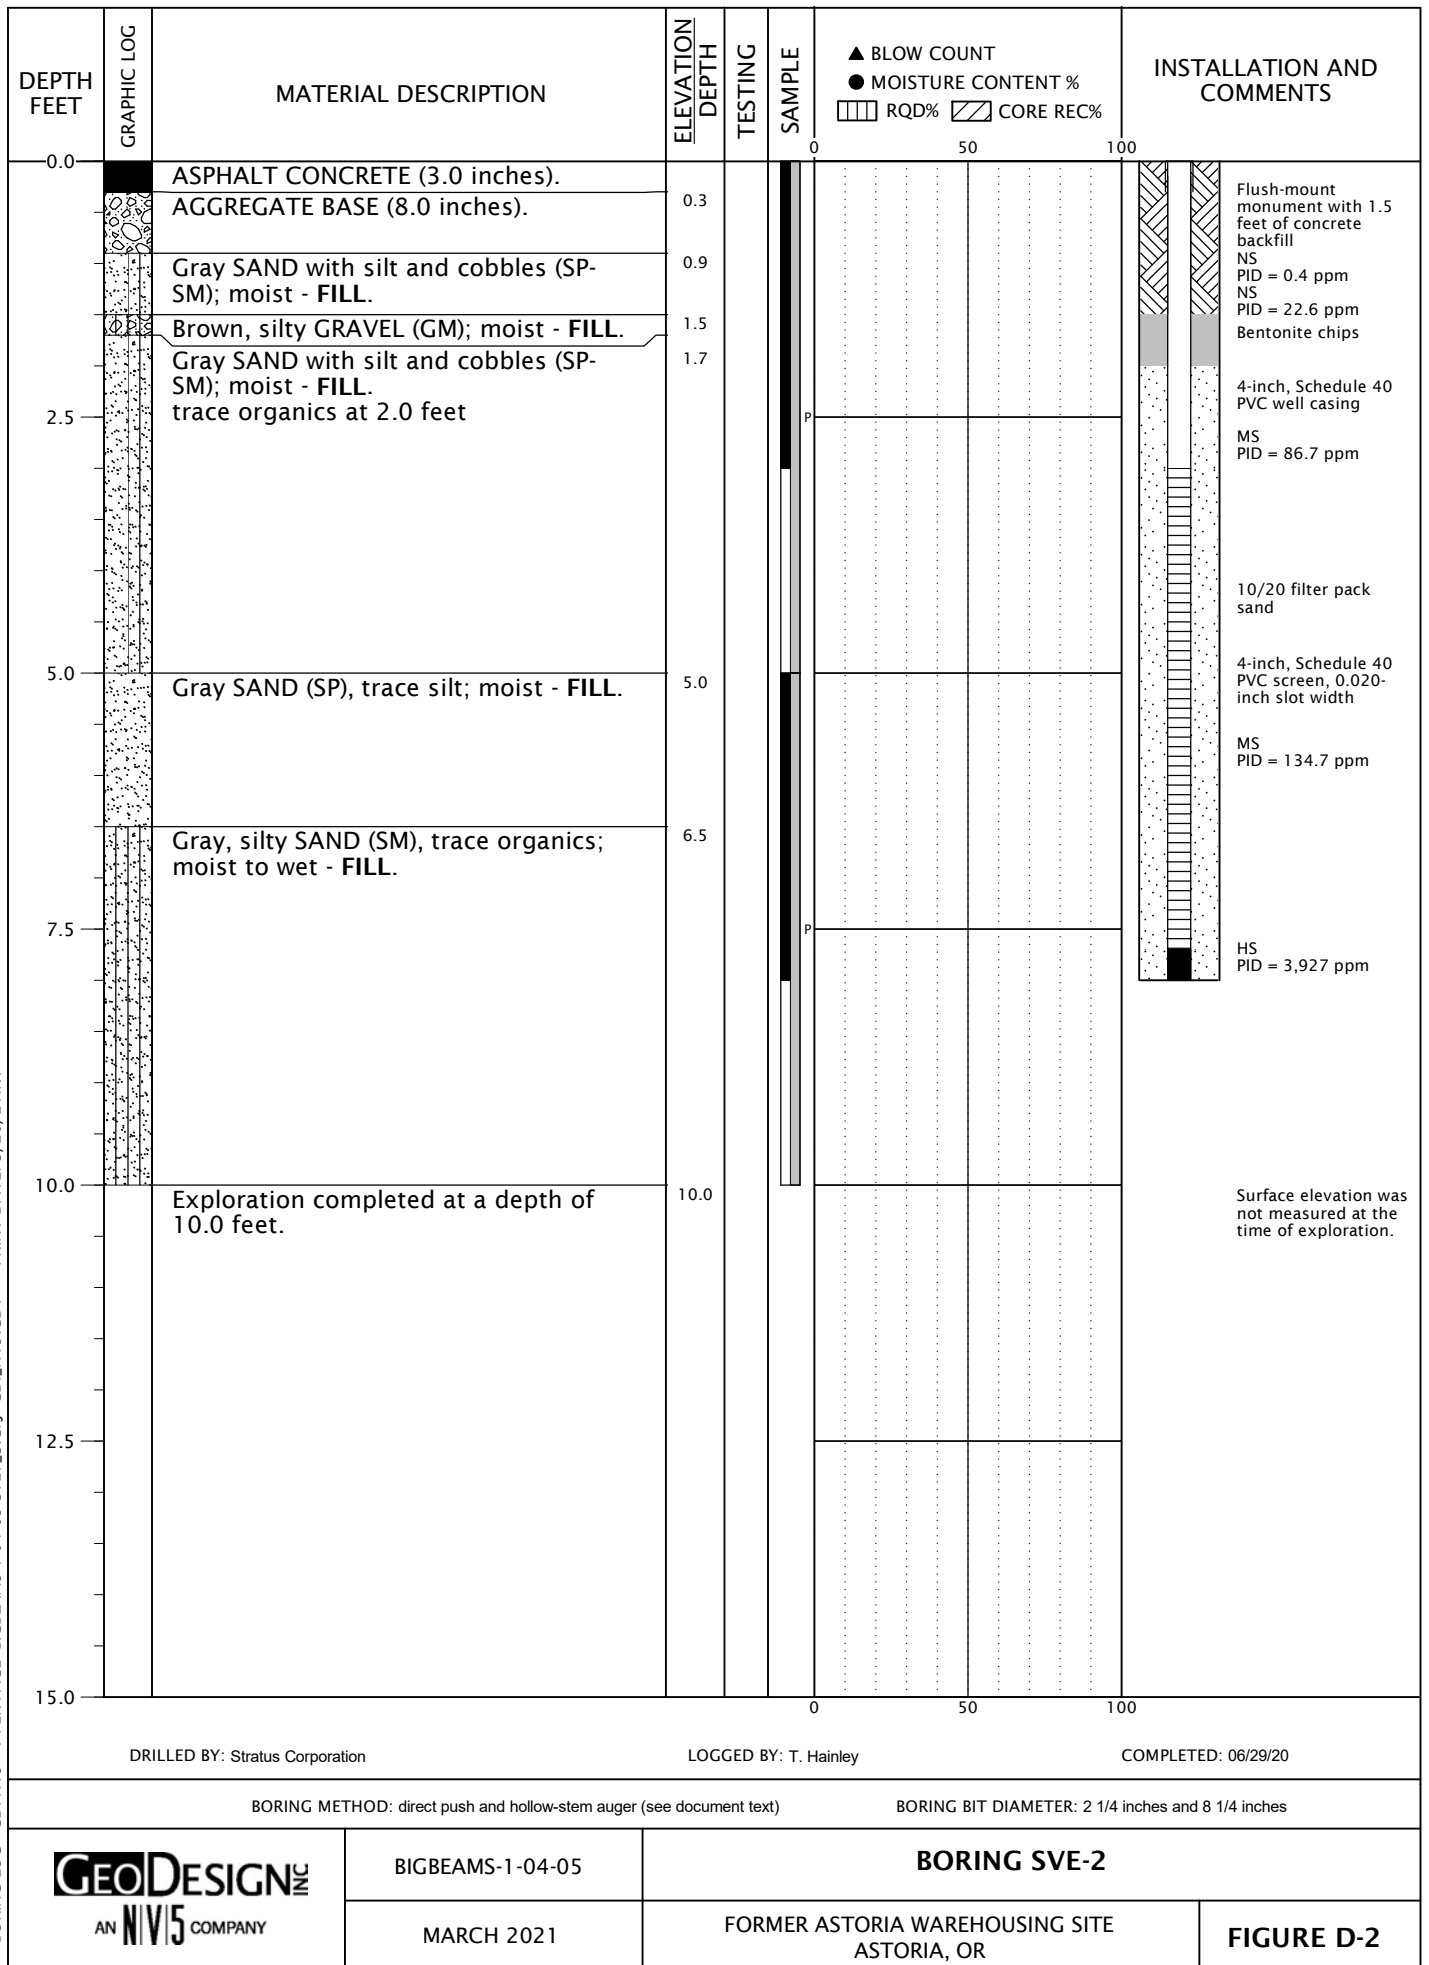 DEPTH
FEET
GRAPHIC LOG
MATERIAL DESCRIPTION
ELEVATION
DEPTH
TESTING
SAMPLE
▲ BLOW COUNT
● MOISTURE CONTENT %
RQD% CORE REC%
INSTALLATION AND
COMMENTS
0 50 100
0.0
ASPHALT CONCRETE (3.0 inches).
0.3
AGGREGATE BASE (8.0 inches).
0.9
Gray SAND with silt and cobbles (SP-
SM); moist - FILL.
1.5
Brown, silty GRAVEL (GM); moist - FILL.
1.7
Gray SAND with silt and cobbles (SP-
SM); moist - FILL.
trace organics at 2.0 feet
2.5
P
5.0
Gray SAND (SP), trace silt; moist - FILL.
5.0
Gray, silty SAND (SM), trace organics;
moist to wet - FILL.
6.5
7.5
P
10.0
Exploration completed at a depth of
10.0 feet.
10.0
12.5
15.0
Flush-mount
monument with 1.5
feet of concrete
backfill
NS
PID = 0.4 ppm
NS
PID = 22.6 ppm
Bentonite chips
4-inch, Schedule 40
PVC well casing
MS
PID = 86.7 ppm
10/20 filter pack
sand
4-inch, Schedule 40
PVC screen, 0.020-
inch slot width
MS
PID = 134.7 ppm
HS
PID = 3,927 ppm
Surface elevation was
not measured at the
time of exploration.
0 50 100
DRILLED BY: Stratus Corporation
LOGGED BY: T. Hainley
COMPLETED: 06/29/20
BORING METHOD: direct push and hollow-stem auger (see document text)
BORING BIT DIAMETER: 2 1/4 inches and 8 1/4 inches
GEODESIGN INC
AN N|V|5 COMPANY
BIGBEAMS-1-04-05
MARCH 2021
BORING SVE-2
FORMER ASTORIA WAREHOUSING SITE
ASTORIA, OR
FIGURE D-2